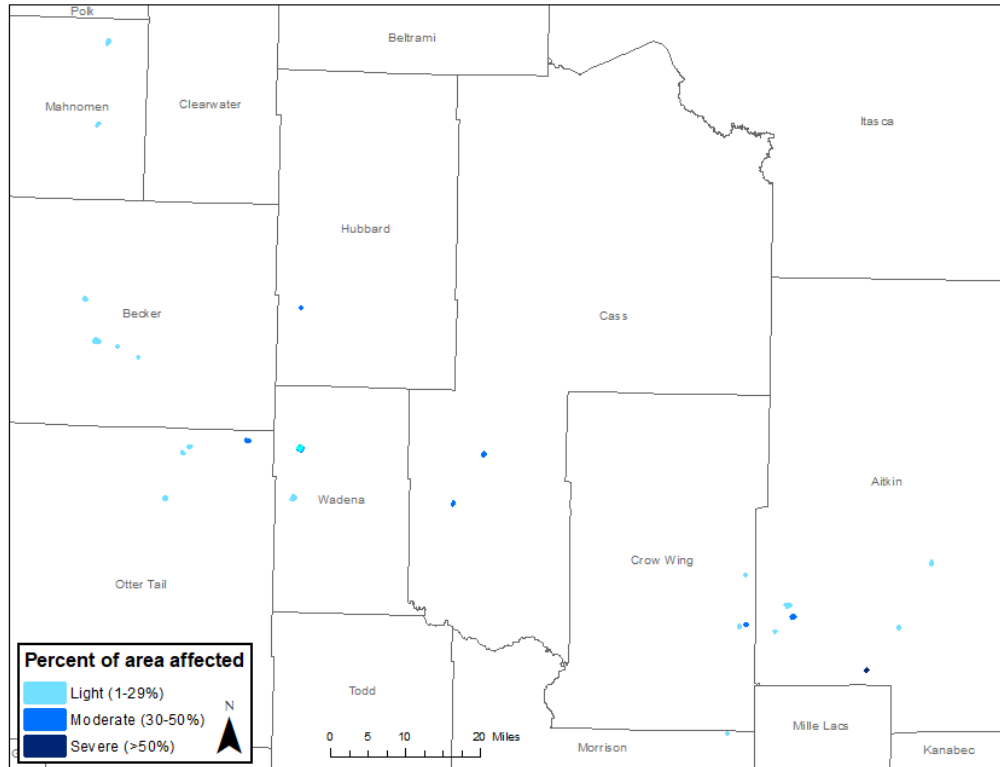 Polk
Beltrami
Mahnomen
Clearwater
Itasca
Hubbard
Becker
Cass
Wadena
Aitkin
Crow Wing
Otter Tail
Percent of area affected
Light (1-29%)
Moderate (30-50%)
Severe (>50%)
N
Todd
0 5 10 20 Miles
Mille Lacs
Morrison
Kanabec